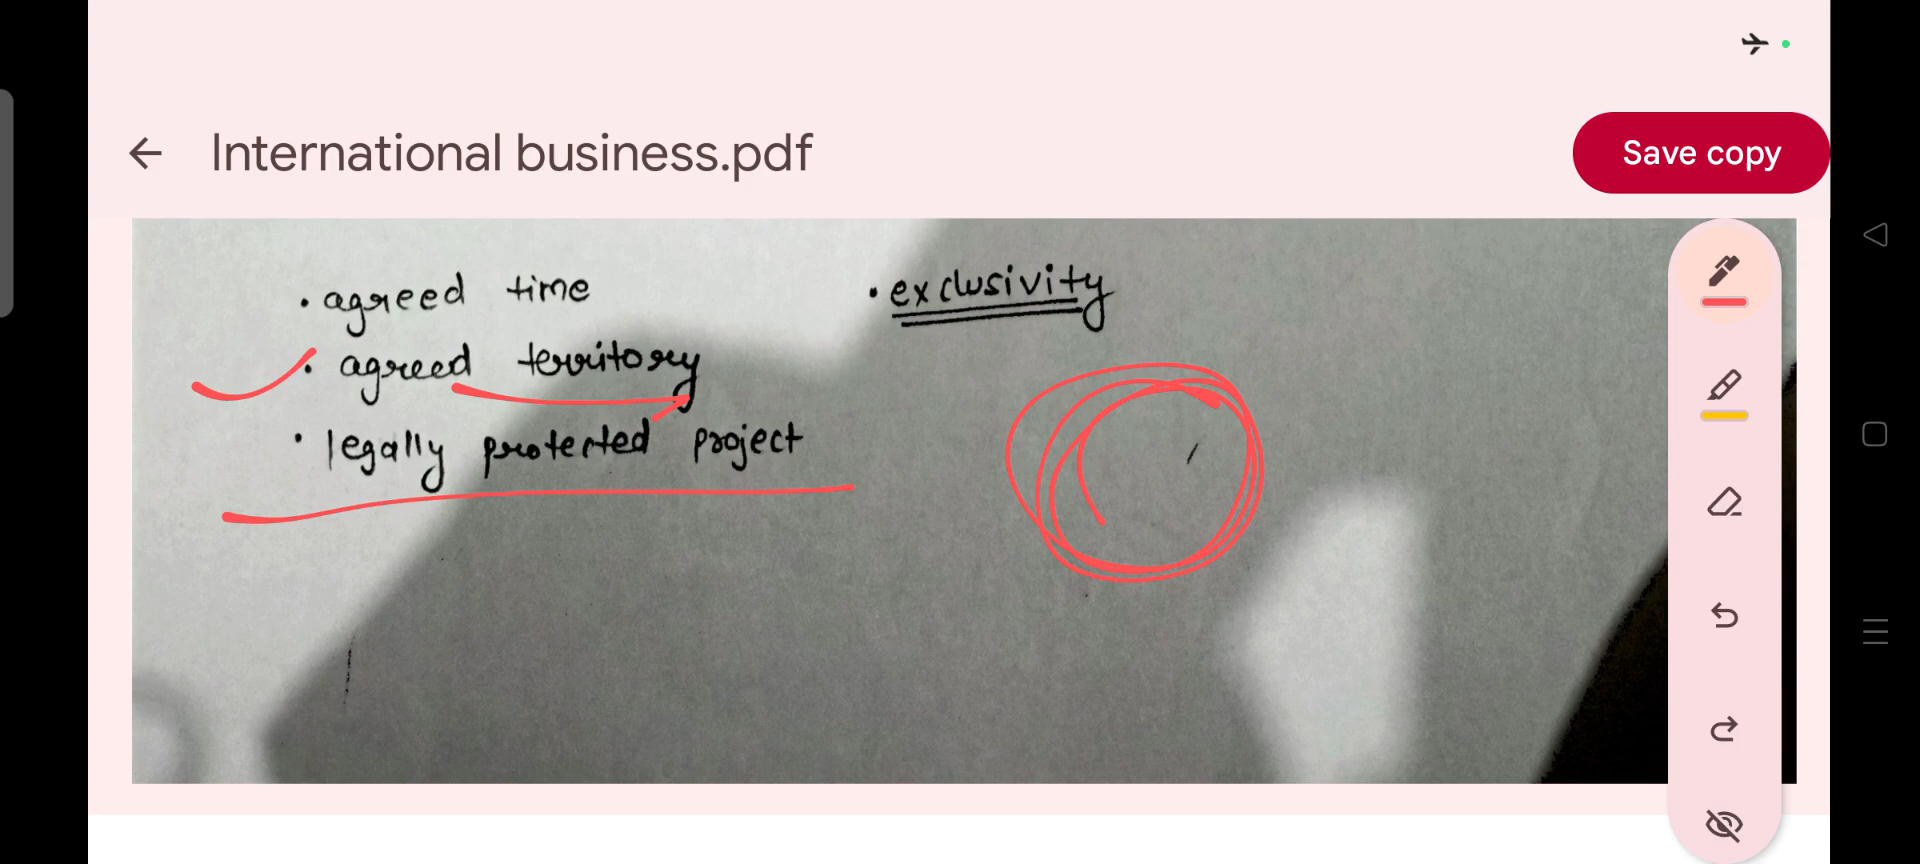 International business.pdf
Save copy
• agreed time
• exclusivity
• agreed territory
• legally protected project